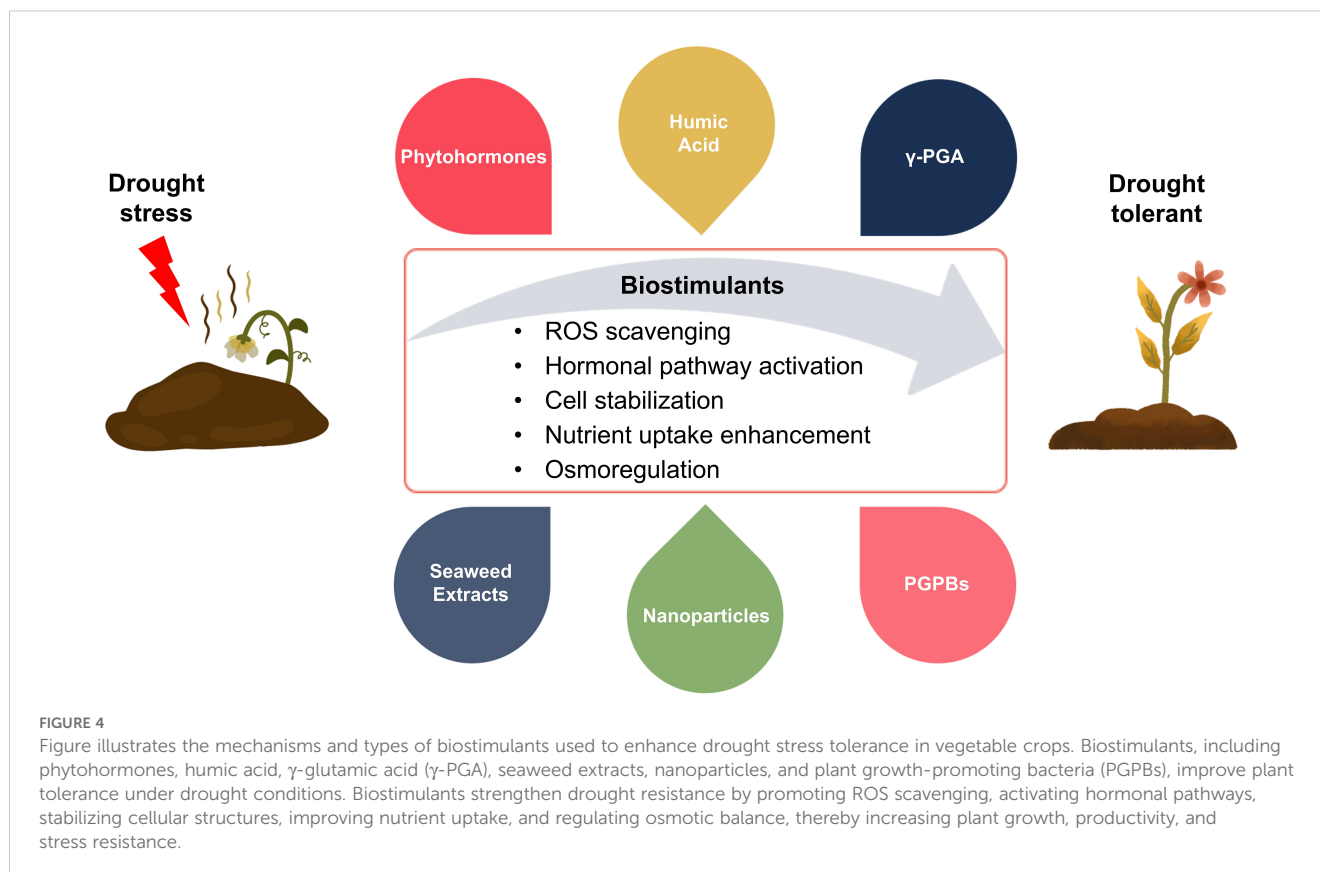 Phytohormones
Humic
Acid
γ-PGA
Drought
stress
Drought
tolerant
Biostimulants
• ROS scavenging
• Hormonal pathway activation
• Cell stabilization
• Nutrient uptake enhancement
• Osmoregulation
Seaweed
Extracts
Nanoparticles
PGPBs
FIGURE 4
Figure illustrates the mechanisms and types of biostimulants used to enhance drought stress tolerance in vegetable crops. Biostimulants, including
phytohormones, humic acid, γ-glutamic acid (γ-PGA), seaweed extracts, nanoparticles, and plant growth-promoting bacteria (PGPBs), improve plant
tolerance under drought conditions. Biostimulants strengthen drought resistance by promoting ROS scavenging, activating hormonal pathways,
stabilizing cellular structures, improving nutrient uptake, and regulating osmotic balance, thereby increasing plant growth, productivity, and
stress resistance.